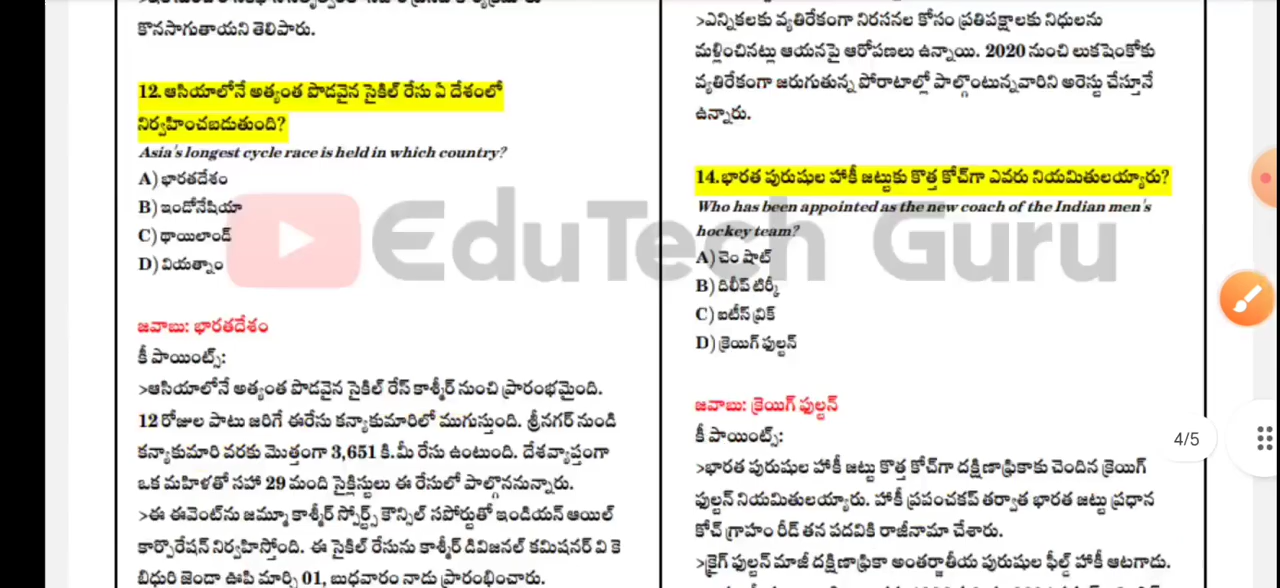 కొనసాగుతాయని తెలిపారు.
12. ఆసియాలోనే అత్యంత పొడవైన సైకిల్ రేసు ఏ దేశంలో
నిర్వహించబడుతుంది?
Asia's longest cycle race is held in which country?
A) భారతదేశం
B) ఇండోనేషియా
C) థాయిలాండ్
D) వియత్నాం
జవాబు: భారతదేశం
కీ పాయింట్స్:
>ఆసియాలోనే అత్యంత పొడవైన సైకిల్ రేస్ కాశ్మీర్ నుంచి ప్రారంభమైంది.
12 రోజుల పాటు జరిగే ఈరేసు కన్యాకుమారిలో ముగుస్తుంది. శ్రీనగర్ నుండి
కన్యాకుమారి వరకు మొత్తంగా 3,651 కి.మీ రేసు ఉంటుంది. దేశవ్యాప్తంగా
ఒక మహిళతో సహా 29 మంది సైక్లిస్టులు ఈ రేసులో పాల్గొననున్నారు.
>ఈ ఈవెంట్‌ను జమ్మూ కాశ్మీర్ స్పోర్ట్స్ కౌన్సిల్ సపోర్టుతో ఇండియన్ ఆయిల్
కార్పొరేషన్ నిర్వహిస్తోంది. ఈ సైకిల్ రేసును కాశ్మీర్ డివిజనల్ కమిషనర్ వి కె
బిధురి జెండా ఊపి మార్చి 01, బుధవారం నాడు ప్రారంభించారు.
>ఎన్నికలకు వ్యతిరేకంగా నిరసనల కోసం ప్రతిపక్షాలకు నిధులను
మళ్లించినట్లు ఆయనపై ఆరోపణలు ఉన్నాయి. 2020 నుంచి లుకషెంకోకు
వ్యతిరేకంగా జరుగుతున్న పోరాటాల్లో పాల్గొంటున్నవారిని అరెస్టు చేస్తూనే
ఉన్నారు.
14.భారత పురుషుల హాకీ జట్టుకు కొత్త కోచ్‌గా ఎవరు నియమితులయ్యారు?
Who has been appointed as the new coach of the Indian men's
hockey team?
A) చెం షాట్
B) దిలీప్ టిర్కీ
C) ఐటీస్ వ్రిక్
D) క్రెయిగ్ ఫుల్టన్
జవాబు: క్రెయిగ్ ఫుల్టన్
కీ పాయింట్స్:
>భారత పురుషుల హాకీ జట్టు కొత్త కోచ్‌గా దక్షిణాఫ్రికాకు చెందిన క్రెయిగ్
ఫుల్టన్ నియమితులయ్యారు. హాకీ ప్రపంచకప్ తర్వాత భారత జట్టు ప్రధాన
కోచ్ గ్రాహం రీడ్ తన పదవికి రాజీనామా చేశారు.
>క్రైగ్ ఫుల్టన్ మాజీ దక్షిణాఫ్రికా అంతర్జాతీయ పురుషుల ఫీల్డ్ హాకీ ఆటగాడు.
EduTech Guru
4/5